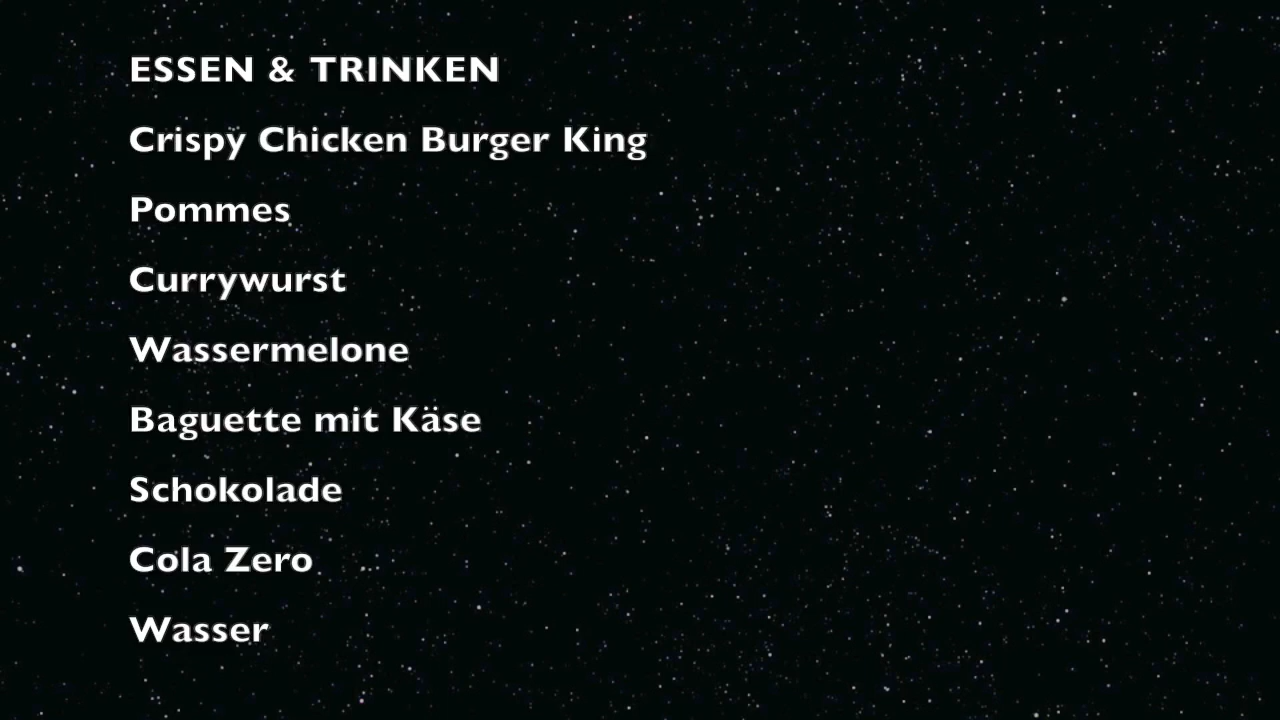 ESSEN & TRINKEN
Crispy Chicken Burger King
Pommes
Currywurst
Wassermelone
Baguette mit Käse
Schokolade
Cola Zero
Wasser